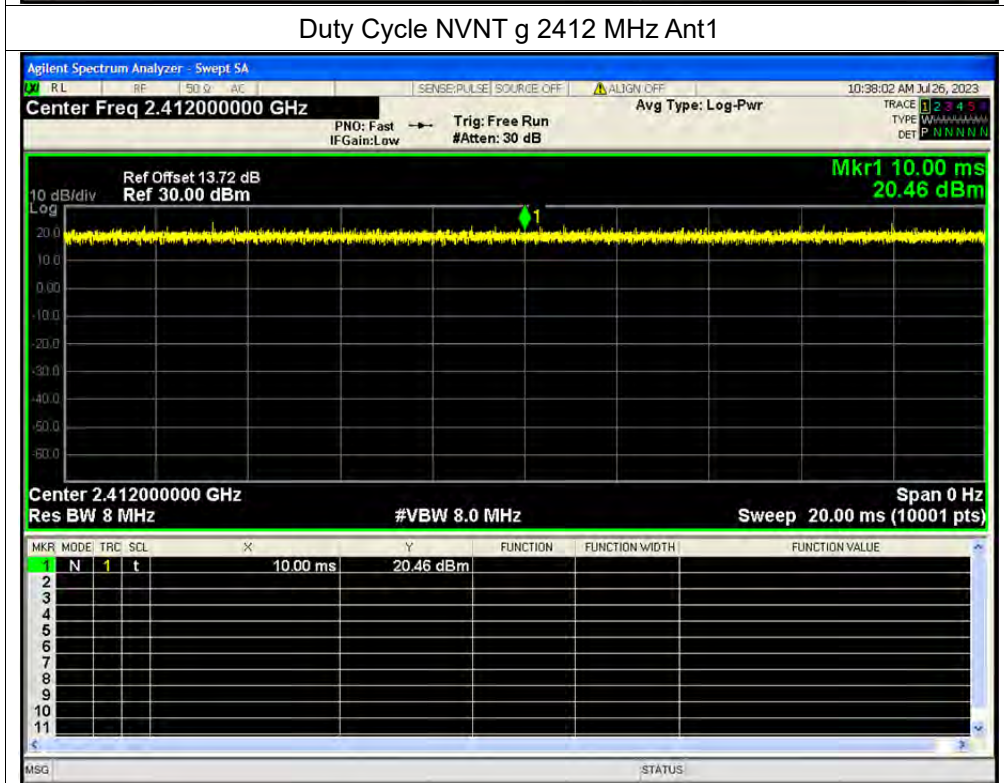 Duty Cycle NVNT g 2412 MHz Ant1
Agilent Spectrum Analyzer - Swept SA
LXI RL RF 50 Ω AC SENSE:PULSE SOURCE OFF ALIGN OFF 10:38:02 AM Jul 26, 2023
Center Freq 2.412000000 GHz Avg Type: Log-Pwr TRACE 1 2 3 4 5 6
PNO: Fast Trig: Free Run TYPE W
IFGain:Low #Atten: 30 dB DET P N N N N N
Mkr1 10.00 ms
Ref Offset 13.72 dB
10 dB/div Ref 30.00 dBm 20.46 dBm
Log
1
20.0
10.0
0.00
-10.0
-20.0
-30.0
-40.0
-50.0
-60.0
Center 2.412000000 GHz Span 0 Hz
Res BW 8 MHz #VBW 8.0 MHz Sweep 20.00 ms (10001 pts)
MKR MODE TRC SCL X Y FUNCTION FUNCTION WIDTH FUNCTION VALUE
1 N 1 t 10.00 ms 20.46 dBm
2
3
4
5
6
7
8
9
10
11
MSG STATUS